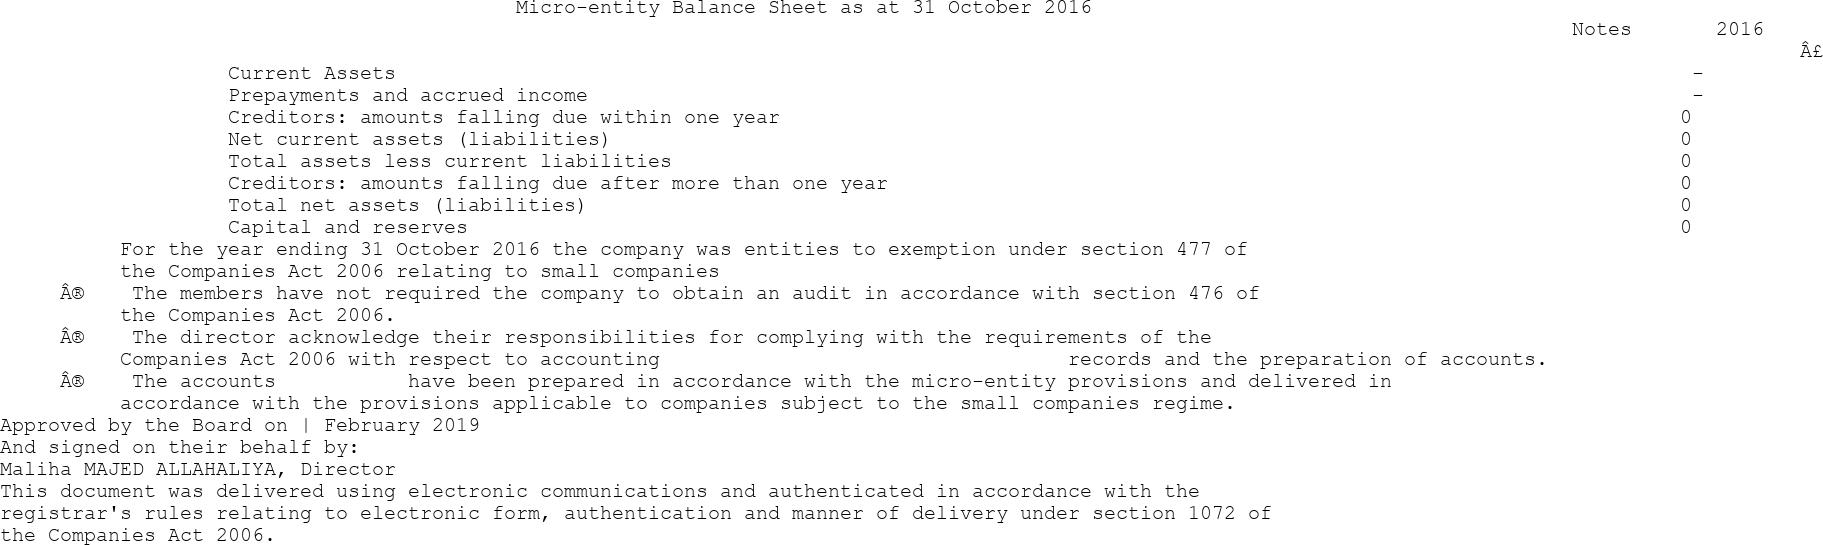 Micro-entity Balance Sheet as at 31 October 2016
Notes 2016
Â£
Current Assets -
Prepayments and accrued income -
Creditors: amounts falling due within one year 0
Net current assets (liabilities) 0
Total assets less current liabilities 0
Creditors: amounts falling due after more than one year 0
Total net assets (liabilities) 0
Capital and reserves 0
For the year ending 31 October 2016 the company was entities to exemption under section 477 of
the Companies Act 2006 relating to small companies
Â® The members have not required the company to obtain an audit in accordance with section 476 of
the Companies Act 2006.
Â® The director acknowledge their responsibilities for complying with the requirements of the
Companies Act 2006 with respect to accounting records and the preparation of accounts.
Â® The accounts have been prepared in accordance with the micro-entity provisions and delivered in
accordance with the provisions applicable to companies subject to the small companies regime.
Approved by the Board on | February 2019
And signed on their behalf by:
Maliha MAJED ALLAHALIYA, Director
This document was delivered using electronic communications and authenticated in accordance with the
registrar's rules relating to electronic form, authentication and manner of delivery under section 1072 of
the Companies Act 2006.